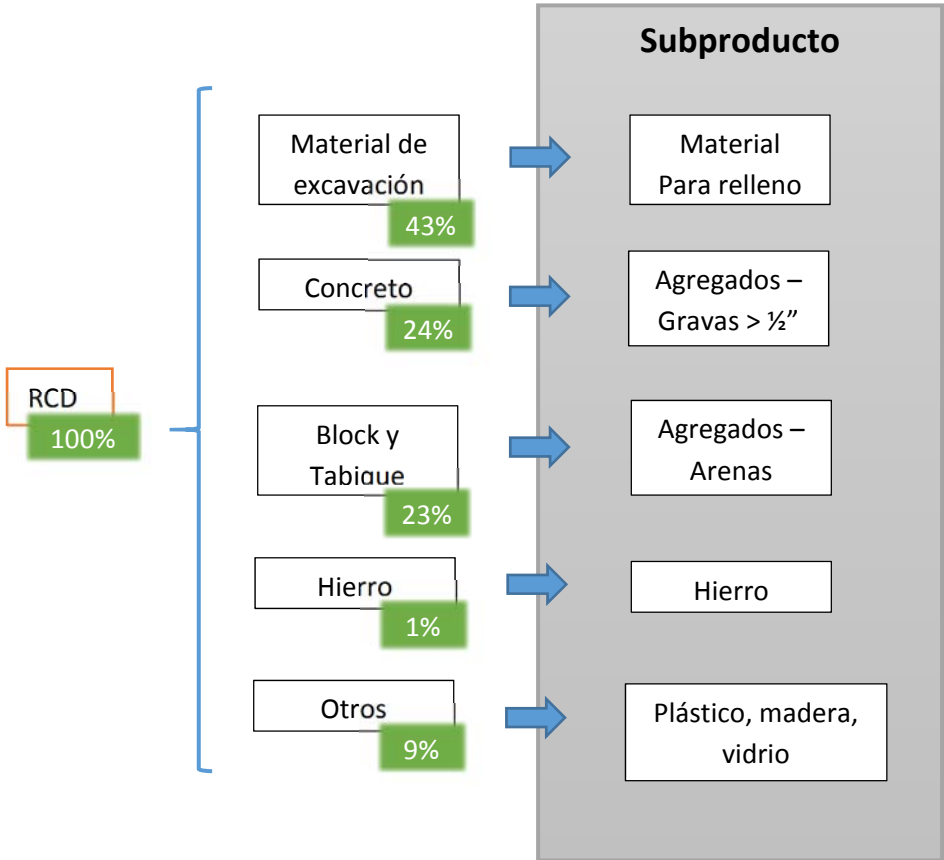 Subproducto
RCD
100%
Material de
excavación
43%
Material
Para relleno
Concreto
24%
Agregados –
Gravas > ½”
Block y
Tabique
23%
Agregados –
Arenas
Hierro
1%
Hierro
Otros
9%
Plástico, madera,
vidrio